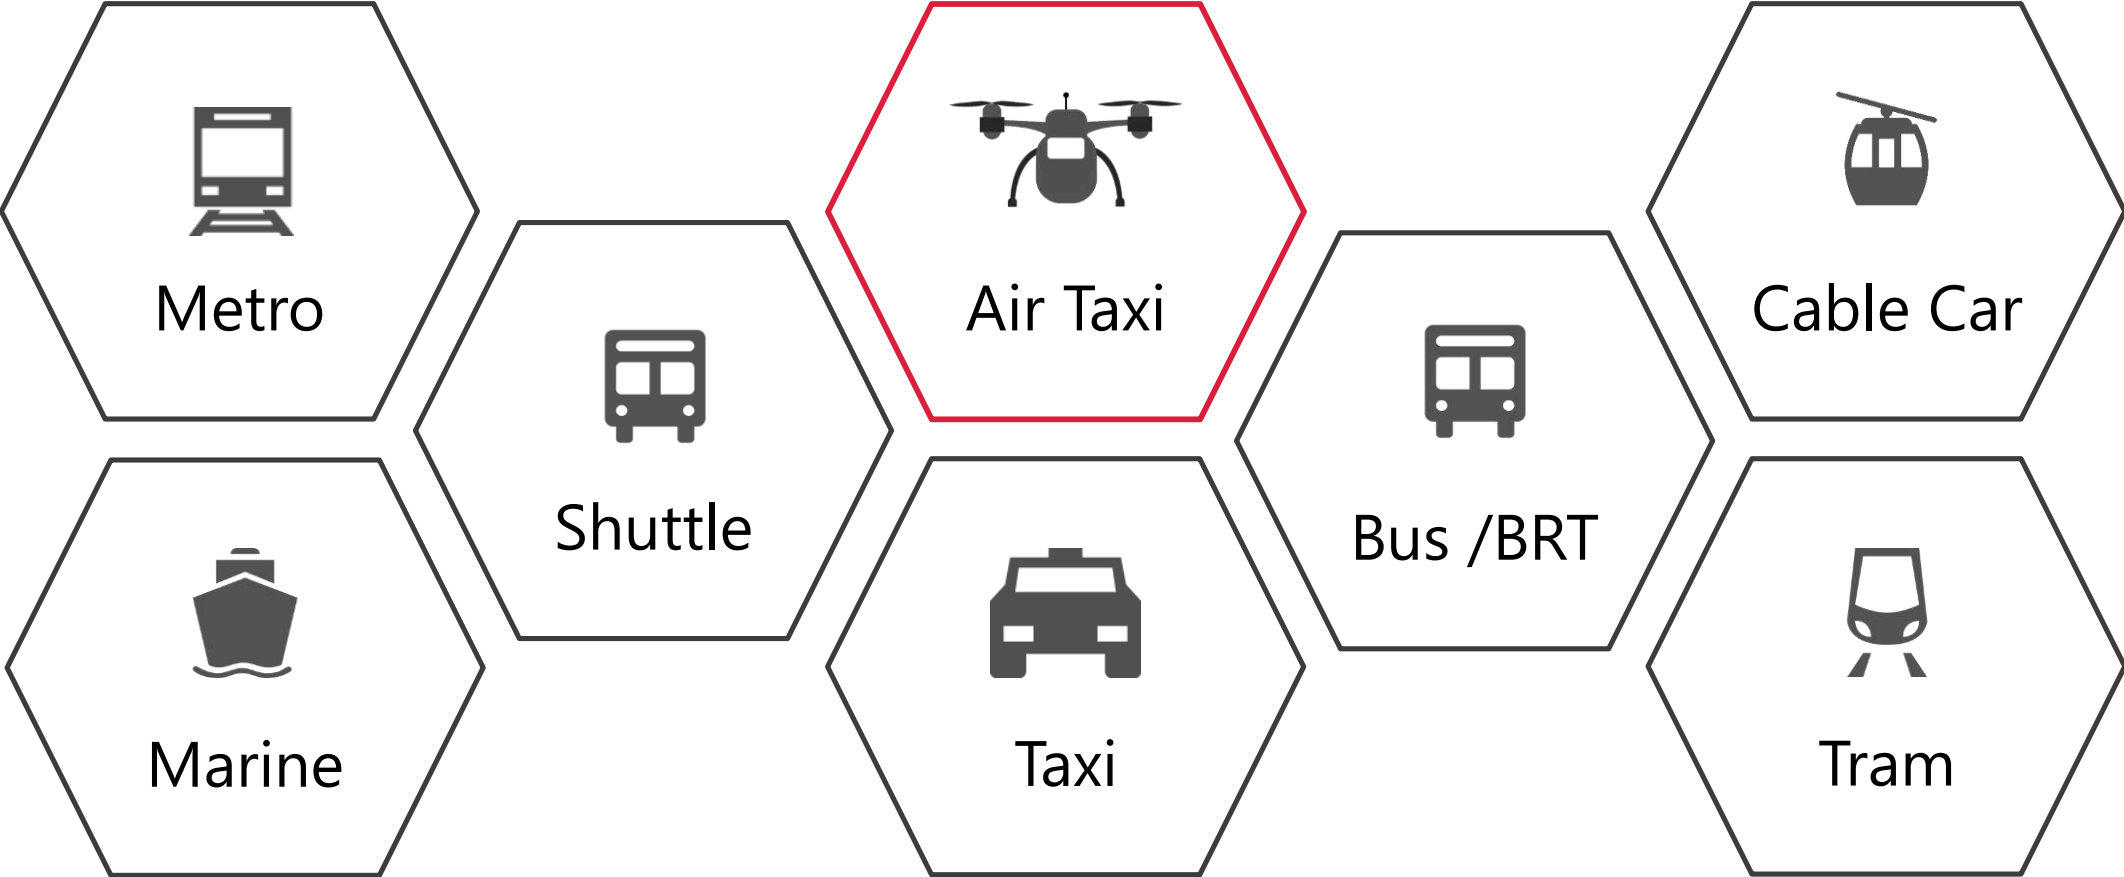 Metro
Air Taxi
Cable Car
Shuttle
Bus /BRT
Marine
Taxi
Tram